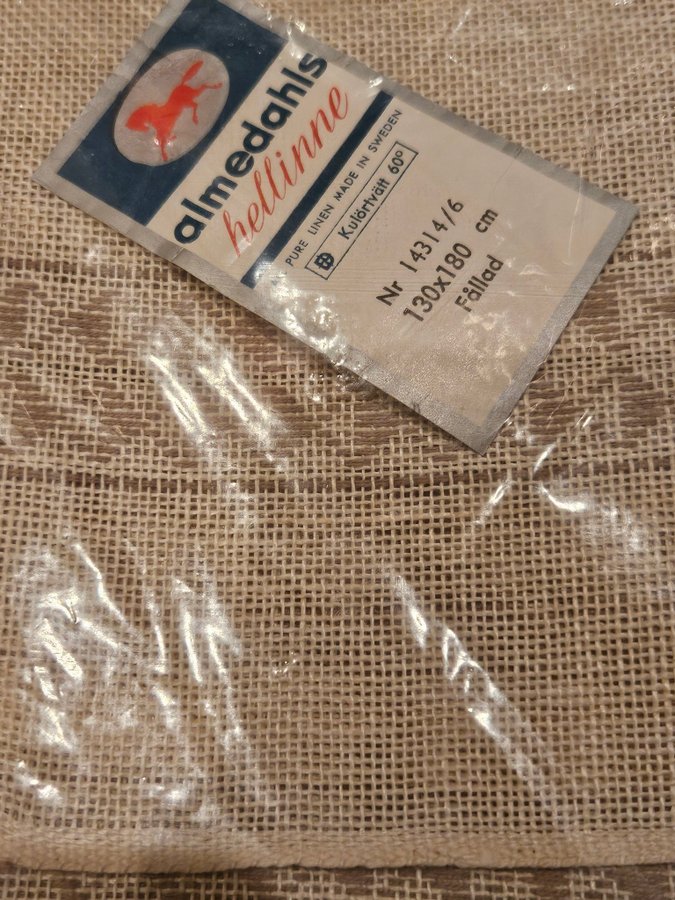 almedahls
hellinne
PURE LINEN MADE IN SWEDEN
Kulörtvätt 60°
Nr 14314/6
130x180 cm
Fållad